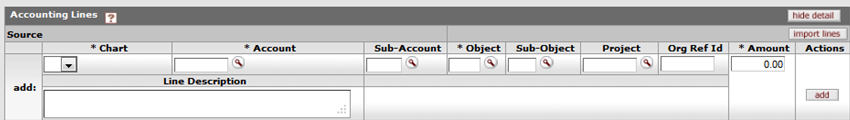 Accounting Lines ? hide detail
Source import lines
* Chart * Account Sub-Account * Object Sub-Object Project Org Ref Id * Amount Actions
add: 0.00 add
Line Description